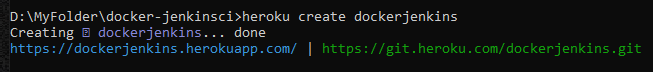 D:\MyFolder\docker-jenkinsci>heroku create dockerjenkins
Creating ⍰ dockerjenkins... done
https://dockerjenkins.herokuapp.com/ | https://git.heroku.com/dockerjenkins.git